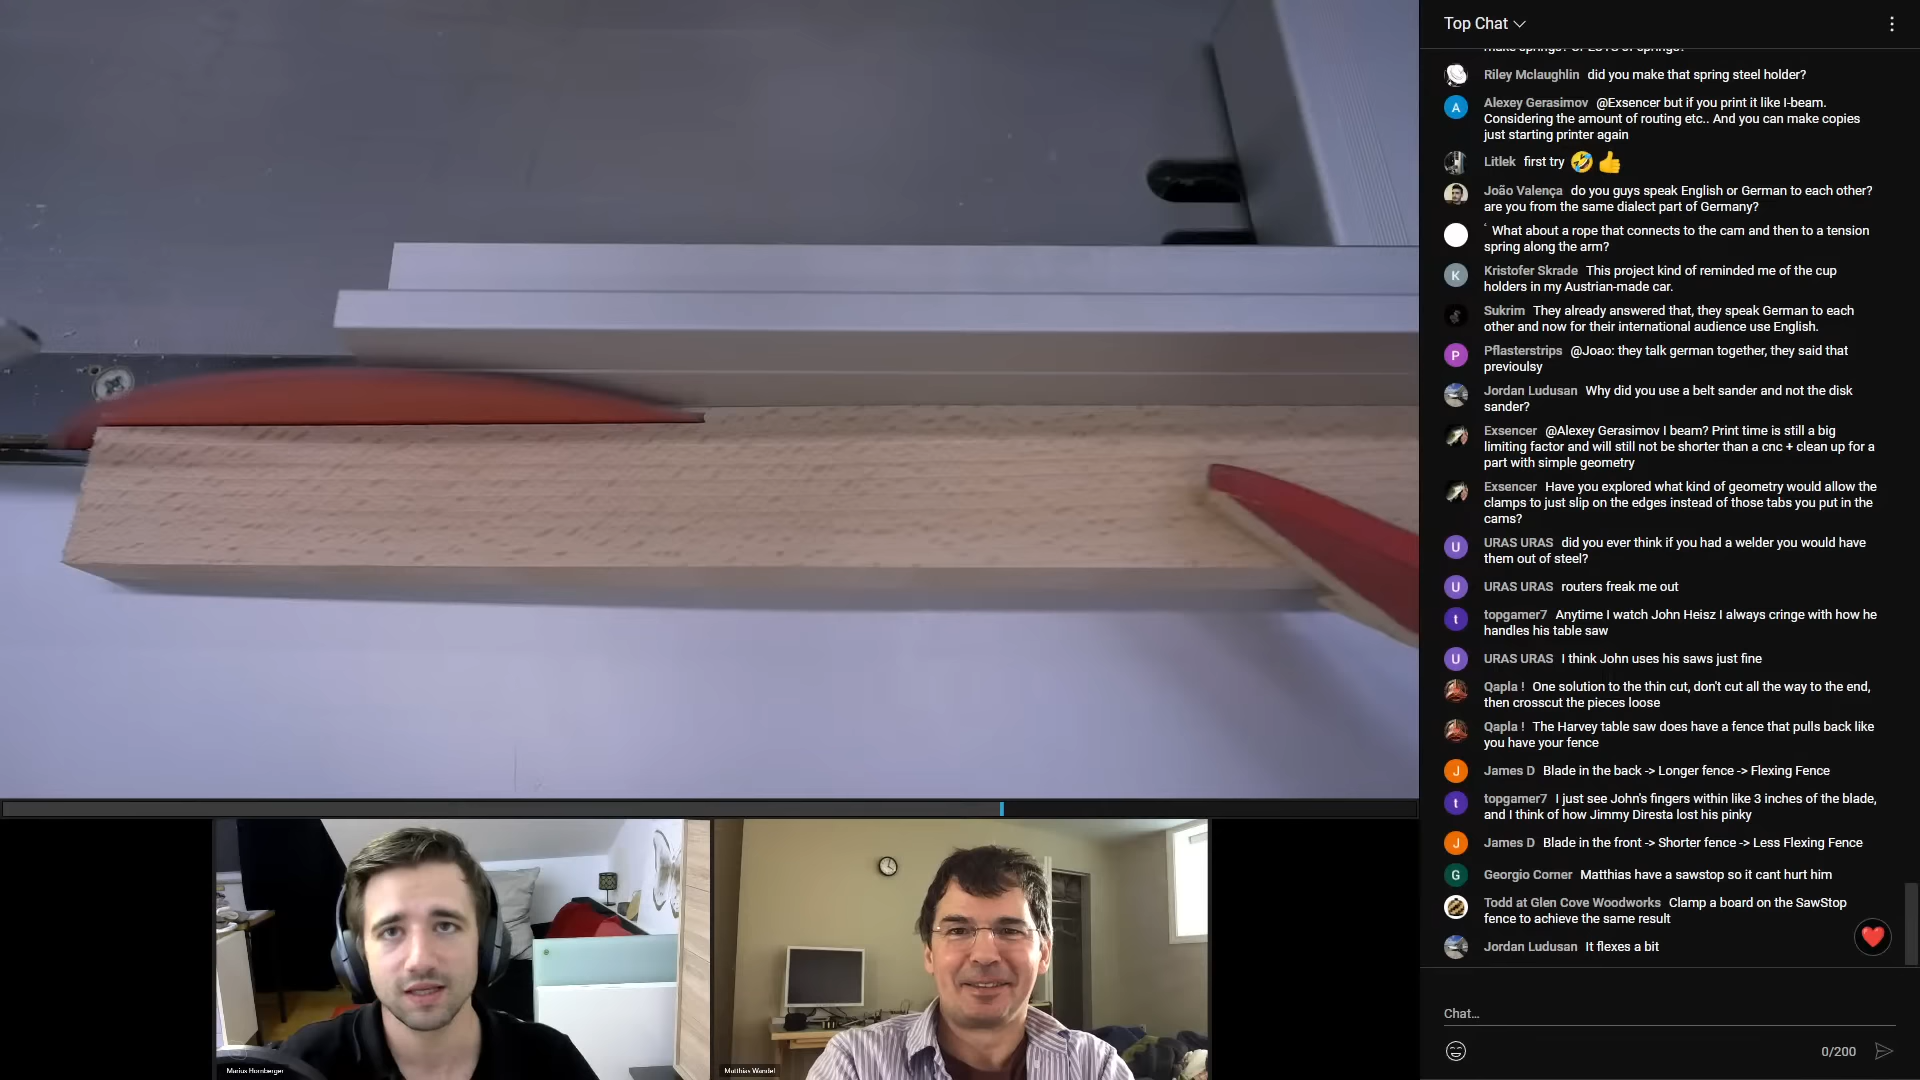 Top Chat
Riley Mclaughlin did you make that spring steel holder?
A
Alexey Gerasimov @Exsencer but if you print it like I-beam.
Considering the amount of routing etc.. And you can make copies
just starting printer again
Litlek first try 🤣👍
João Valença do you guys speak English or German to each other?
are you from the same dialect part of Germany?
What about a rope that connects to the cam and then to a tension
spring along the arm?
K
Kristofer Skrade This project kind of reminded me of the cup
holders in my Austrian-made car.
Sukrim They already answered that, they speak German to each
other and now for their international audience use English.
P
Pflasterstrips @Joao: they talk german together, they said that
previoulsy
Jordan Ludusan Why did you use a belt sander and not the disk
sander?
Exsencer @Alexey Gerasimov I beam? Print time is still a big
limiting factor and will still not be shorter than a cnc + clean up for a
part with simple geometry
Exsencer Have you explored what kind of geometry would allow the
clamps to just slip on the edges instead of those tabs you put in the
cams?
U
URAS URAS did you ever think if you had a welder you would have
them out of steel?
U
URAS URAS routers freak me out
t
topgamer7 Anytime I watch John Heisz I always cringe with how he
handles his table saw
U
URAS URAS I think John uses his saws just fine
Qapla ! One solution to the thin cut, don't cut all the way to the end,
then crosscut the pieces loose
Qapla ! The Harvey table saw does have a fence that pulls back like
you have your fence
J
James D Blade in the back -> Longer fence -> Flexing Fence
t
topgamer7 I just see John's fingers within like 3 inches of the blade,
and I think of how Jimmy Diresta lost his pinky
J
James D Blade in the front -> Shorter fence -> Less Flexing Fence
G
Georgio Corner Matthias have a sawstop so it cant hurt him
Todd at Glen Cove Woodworks Clamp a board on the SawStop
fence to achieve the same result
Jordan Ludusan It flexes a bit
Chat...
0/200
Marius Hornberger
Matthias Wandel